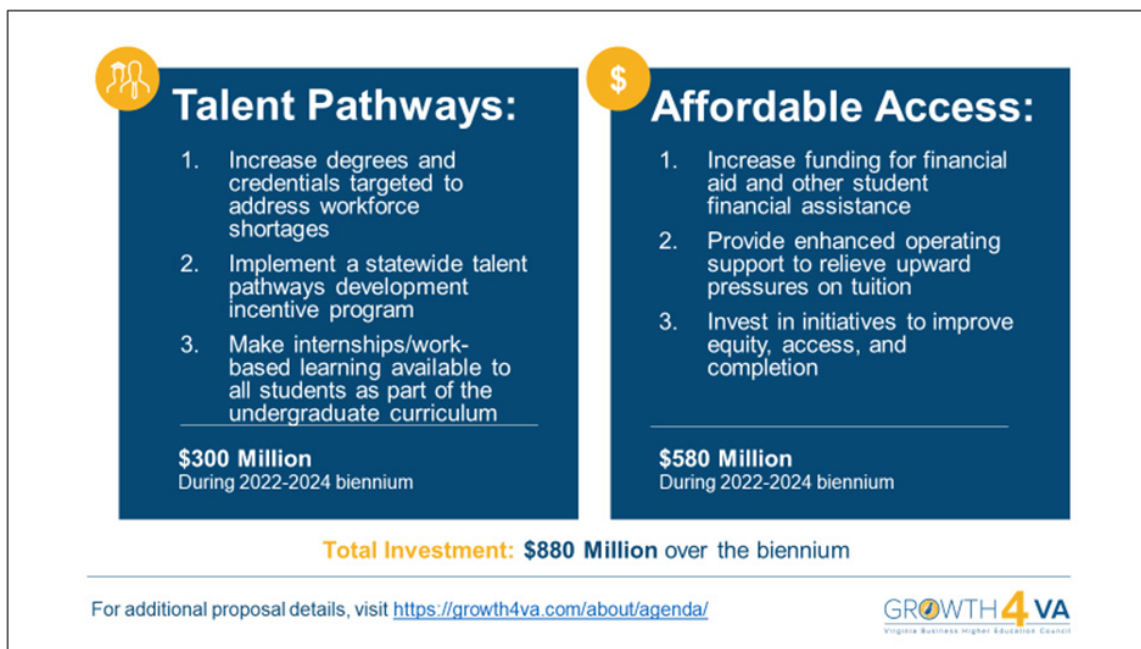 Talent Pathways:
1. Increase degrees and
credentials targeted to
address workforce
shortages
2. Implement a statewide talent
pathways development
incentive program
3. Make internships/work-
based learning available to
all students as part of the
undergraduate curriculum
$300 Million
During 2022-2024 biennium
$
Affordable Access:
1. Increase funding for financial
aid and other student
financial assistance
2. Provide enhanced operating
support to relieve upward
pressures on tuition
3. Invest in initiatives to improve
equity, access, and
completion
$580 Million
During 2022-2024 biennium
Total Investment: $880 Million over the biennium
For additional proposal details, visit https://growth4va.com/about/agenda/
GROWTH4VA
Virginia Business Higher Education Council